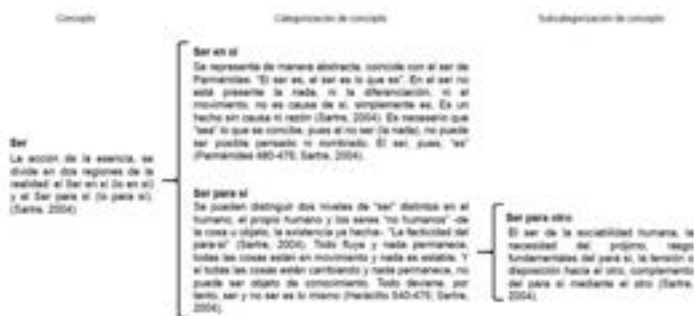 Concepto
Categorización de concepto
Subcategorización de concepto
Ser
La acción de la esencia, se
divide en dos regiones de la
realidad: el Ser en sí (lo en sí)
y el Ser para sí (lo para sí).
(Sartre, 2004)
Ser en sí
Se representa de manera abstracta, coincide con el ser de
Parménides: "El ser es, el ser es lo que es". En el ser no
está presente la nada, ni la diferenciación, ni el
movimiento, no es causa de sí, simplemente es. Es un
hecho sin causa ni razón (Sartre, 2004). Es necesario que
"sea" lo que se concibe, pues al no ser (la nada), no puede
ser posible pensado ni nombrado. El ser, pues, "es"
(Parménides 480-475; Sartre, 2004).
Ser para sí
Se pueden distinguir dos niveles de "ser" distintos en el
humano, el propio humano y los seres "no humanos" -de
la cosa u objeto, la existencia ya hecha-. "La facticidad del
para-sí" (Sartre, 2004). Todo fluye y nada permanece,
todas las cosas están en movimiento y nada es estable. Y
si todas las cosas están cambiando y nada permanece, no
puede ser objeto de conocimiento. Todo deviene, por
tanto, ser y no ser es lo mismo (Heráclito 540-475; Sartre,
2004).
Ser para otro
El ser de la sociabilidad humana, la
necesidad del prójimo, rasgo
fundamentales del para sí, la tensión o
disposición hacia el otro, complemento
del para sí mediante el otro (Sartre,
2004).